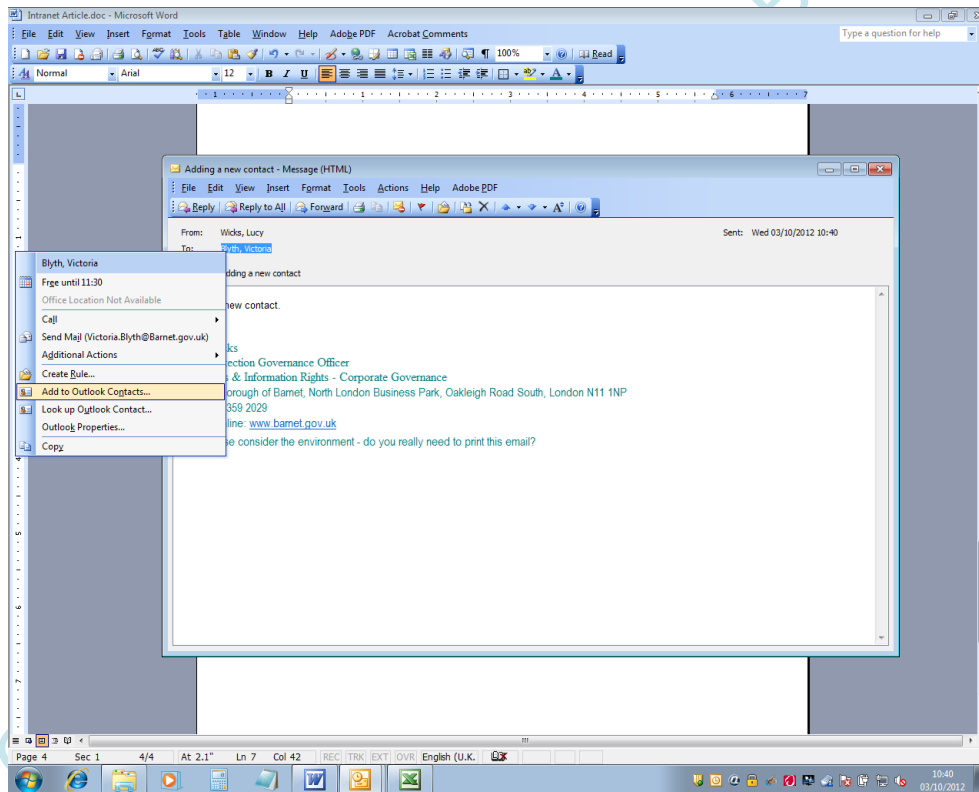 Intranet Article.doc - Microsoft Word
File Edit View Insert Format Tools Table Window Help Adobe PDF Acrobat Comments
Type a question for help
100% Read
Normal Arial 12 B I U
1 1 2 3 4 5 6 7
Adding a new contact - Message (HTML)
File Edit View Insert Format Tools Actions Help Adobe PDF
Reply Reply to All Forward
From: Wicks, Lucy
Sent: Wed 03/10/2012 10:40
To: Blyth, Victoria
dding a new contact
new contact.
ks
ection Governance Officer
& Information Rights - Corporate Governance
orough of Barnet, North London Business Park, Oakleigh Road South, London N11 1NP
359 2029
line: www.barnet.gov.uk
se consider the environment - do you really need to print this email?
Blyth, Victoria
Free until 11:30
Office Location Not Available
Call
Send Mail (Victoria.Blyth@Barnet.gov.uk)
Additional Actions
Create Rule...
Add to Outlook Contacts...
Look up Outlook Contact...
Outlook Properties...
Copy
Page 4 Sec 1 4/4 At 2.1" Ln 7 Col 42 REC TRK EXT OVR English (U.K.
10:40
03/10/2012